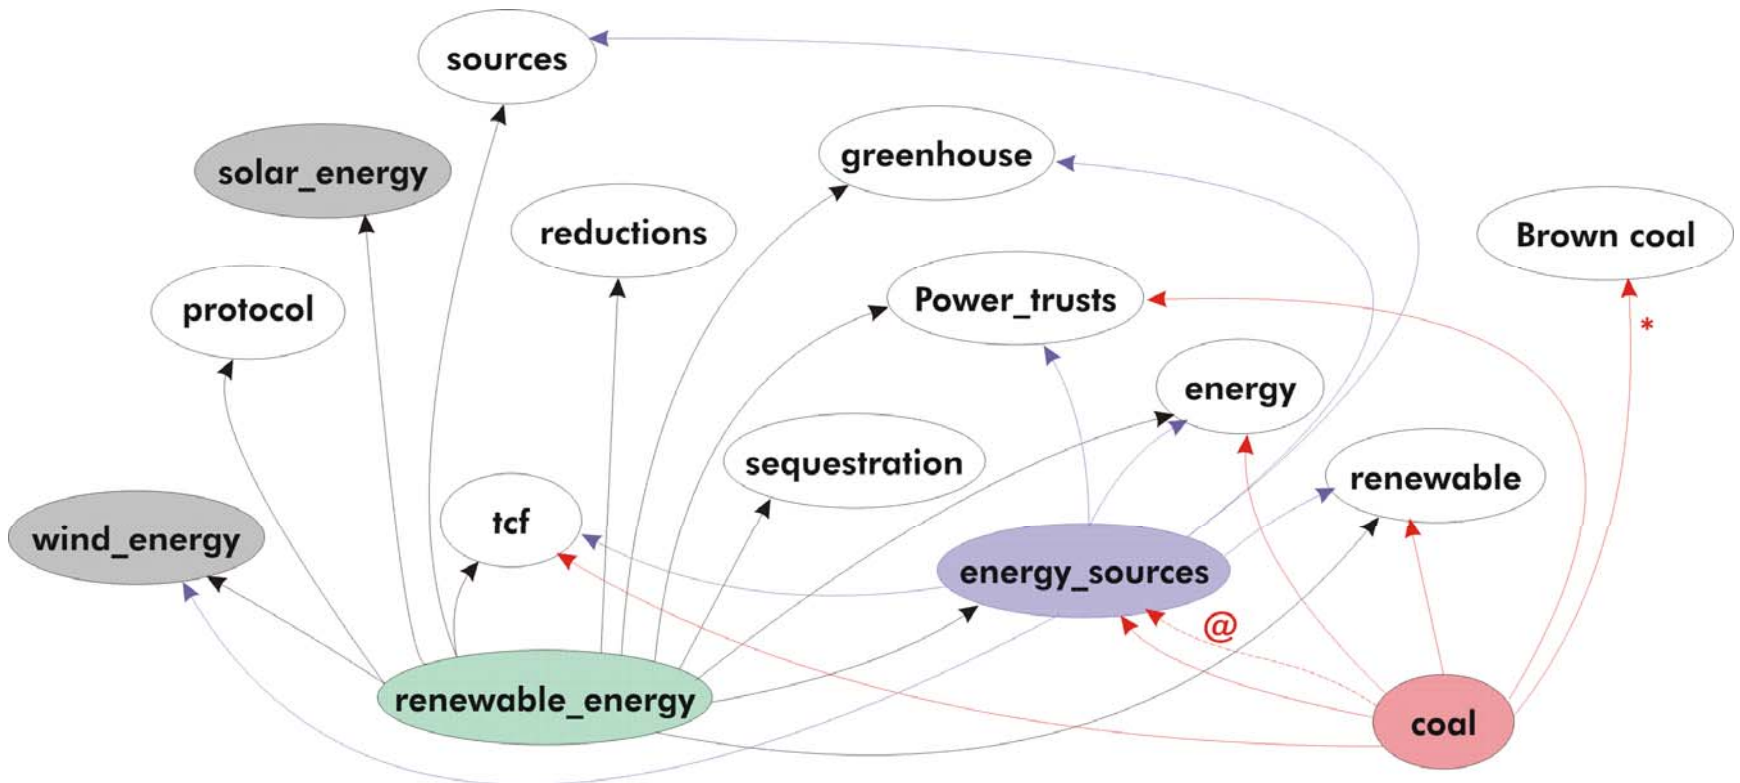 sources
greenhouse
solar_energy
reductions
Brown coal
protocol
Power_trusts
*
energy
sequestration
renewable
tcf
wind_energy
energy_sources
@
renewable_energy
coal